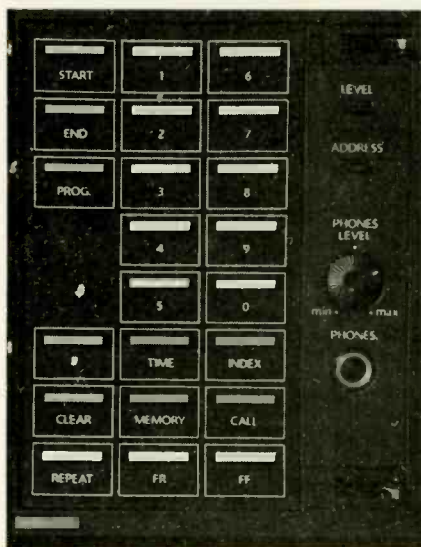 START 1 6
LEVEL
END 2 7
ADDRESS
PROG. 3 8
4 9
PHONES
LEVEL
5 0
min max
PHONES
TIME INDEX
CLEAR MEMORY CALL
REPEAT FR FF